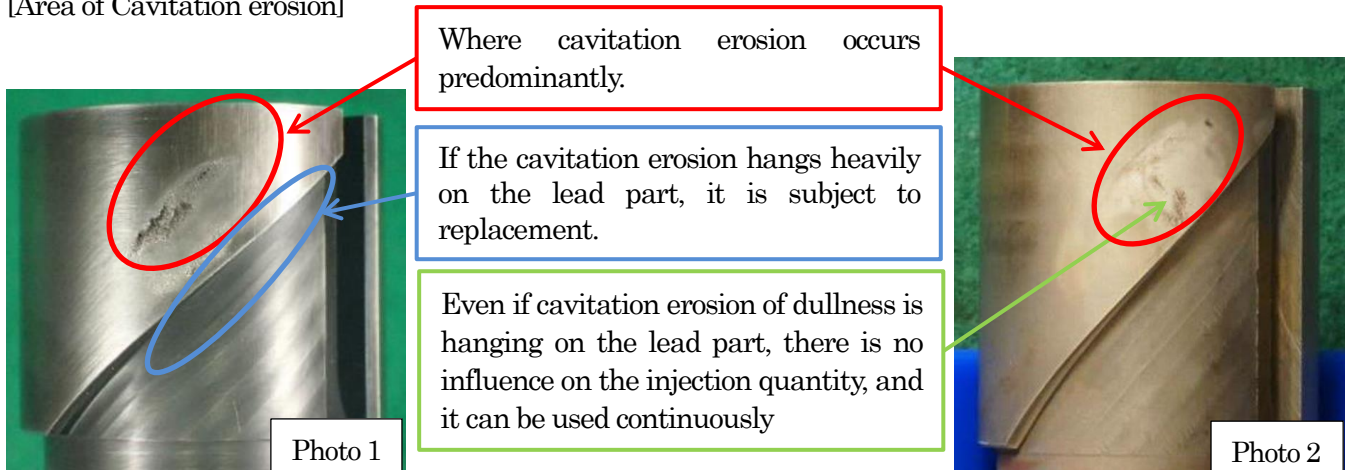 [Area of Cavitation erosion]
Where cavitation erosion occurs
predominantly.
If the cavitation erosion hangs heavily
on the lead part, it is subject to
replacement.
Even if cavitation erosion of dullness is
hanging on the lead part, there is no
influence on the injection quantity, and
it can be used continuously
Photo 1
Photo 2